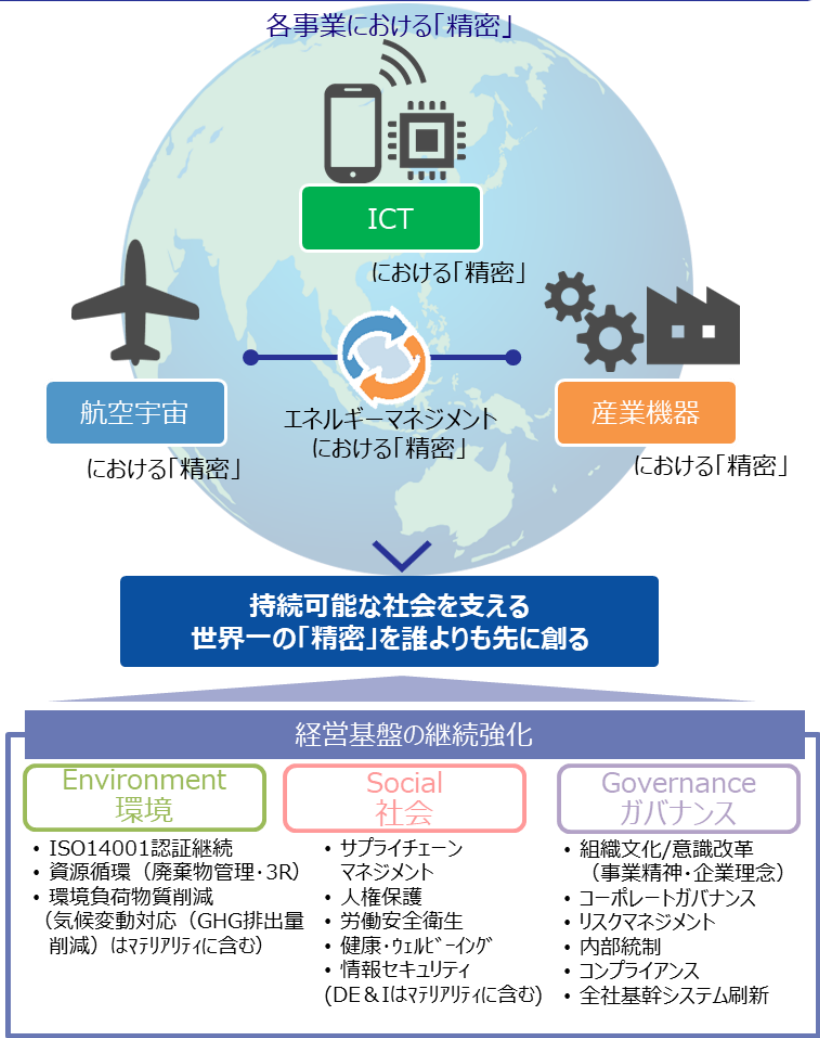 各事業における「精密」
ICT
における「精密」
航空宇宙
における「精密」
エネルギーマネジメント
における「精密」
産業機器
における「精密」
持続可能な社会を支える
世界一の「精密」を誰よりも先に創る
経営基盤の継続強化
Environment
環境
・ISO14001認証継続
・資源循環（廃棄物管理・3R）
・環境負荷物質削減
（気候変動対応（GHG排出量
削減）はﾏﾃﾘｱﾘﾃｨに含む）
Social
社会
・サプライチェーン
マネジメント
・人権保護
・労働安全衛生
・健康・ｳｪﾙﾋﾞｰｲﾝｸﾞ
・情報セキュリティ
(DE＆Iはﾏﾃﾘｱﾘﾃｨに含む)
Governance
ガバナンス
・組織文化/意識改革
（事業精神・企業理念）
・コーポレートガバナンス
・リスクマネジメント
・内部統制
・コンプライアンス
・全社基幹システム刷新